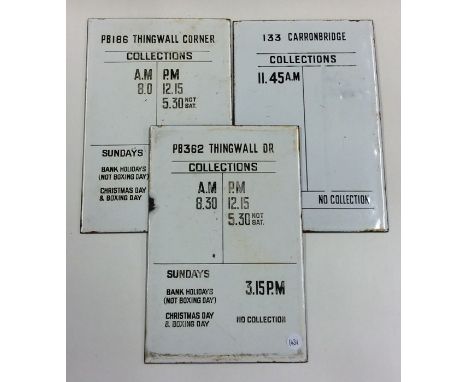 PB186 THINGWALL CORNER
COLLECTIONS
A.M P.M
8.0 12.15
5.30 NOT SAT.
SUNDAYS
BANK HOLIDAYS
(NOT BOXING DAY)
CHRISTMAS DAY
& BOXING DAY
133 CARRONBRIDGE
COLLECTIONS
11.45 A.M
NO COLLECTION
PB362 THINGWALL DR
COLLECTIONS
A.M P.M
8.30 12.15
5.30 NOT SAT.
SUNDAYS
BANK HOLIDAYS 3.15 P.M
(NOT BOXING DAY)
CHRISTMAS DAY
& BOXING DAY NO COLLECTION